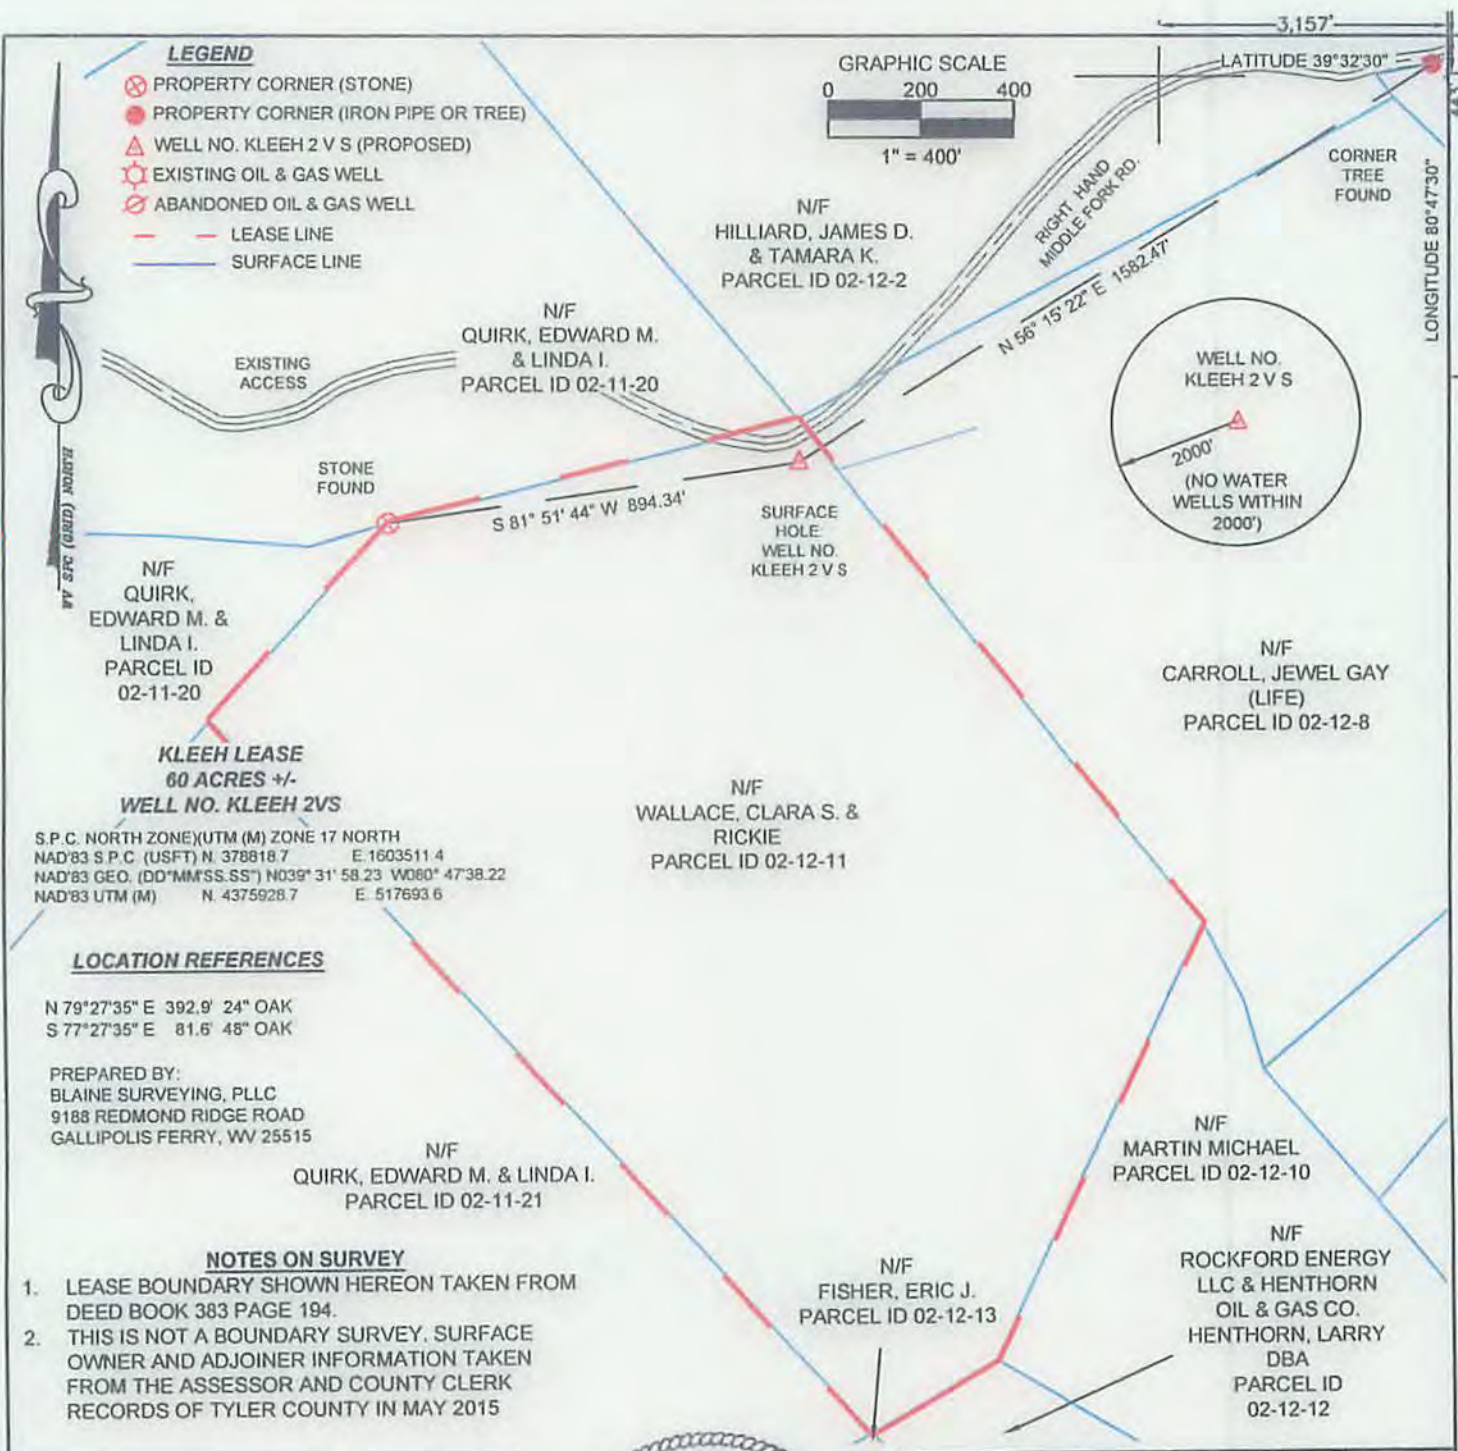 LEGEND
PROPERTY CORNER (STONE)
PROPERTY CORNER (IRON PIPE OR TREE)
WELL NO. KLEEH 2 V S (PROPOSED)
EXISTING OIL & GAS WELL
ABANDONED OIL & GAS WELL
LEASE LINE
SURFACE LINE
GRAPHIC SCALE
0 200 400
1" = 400'
3,157'
LATITUDE 39°32'30"
LONGITUDE 80°47'30"
CORNER
TREE
FOUND
RIGHT HAND
MIDDLE FORK RD.
N 56° 15' 22" E 1582.47'
N/F
HILLIARD, JAMES D.
& TAMARA K.
PARCEL ID 02-12-2
N/F
QUIRK, EDWARD M.
& LINDA I.
PARCEL ID 02-11-20
EXISTING
ACCESS
STONE
FOUND
S 81° 51' 44" W 894.34'
SURFACE
HOLE
WELL NO.
KLEEH 2 V S
WELL NO.
KLEEH 2 V S
2000'
(NO WATER
WELLS WITHIN
2000')
N/F
QUIRK,
EDWARD M. &
LINDA I.
PARCEL ID
02-11-20
N/F
CARROLL, JEWEL GAY
(LIFE)
PARCEL ID 02-12-8
KLEEH LEASE
60 ACRES +/-
WELL NO. KLEEH 2VS
S.P.C. NORTH ZONE)(UTM (M) ZONE 17 NORTH
NAD'83 S.P.C. (USFT) N. 378818.7 E.1603511.4
NAD'83 GEO. (DD°MM'SS.SS") N039° 31' 58.23 W080° 47'38.22
NAD'83 UTM (M) N. 4375928.7 E. 517693.6
N/F
WALLACE, CLARA S. &
RICKIE
PARCEL ID 02-12-11
LOCATION REFERENCES
N 79°27'35" E 392.9' 24" OAK
S 77°27'35" E 81.6' 48" OAK
PREPARED BY:
BLAINE SURVEYING, PLLC
9188 REDMOND RIDGE ROAD
GALLIPOLIS FERRY, WV 25515
N/F
QUIRK, EDWARD M. & LINDA I.
PARCEL ID 02-11-21
N/F
MARTIN MICHAEL
PARCEL ID 02-12-10
N/F
FISHER, ERIC J.
PARCEL ID 02-12-13
N/F
ROCKFORD ENERGY
LLC & HENTHORN
OIL & GAS CO.
HENTHORN, LARRY
DBA
PARCEL ID
02-12-12
NOTES ON SURVEY
1. LEASE BOUNDARY SHOWN HEREON TAKEN FROM
DEED BOOK 383 PAGE 194.
2. THIS IS NOT A BOUNDARY SURVEY. SURFACE
OWNER AND ADJOINER INFORMATION TAKEN
FROM THE ASSESSOR AND COUNTY CLERK
RECORDS OF TYLER COUNTY IN MAY 2015